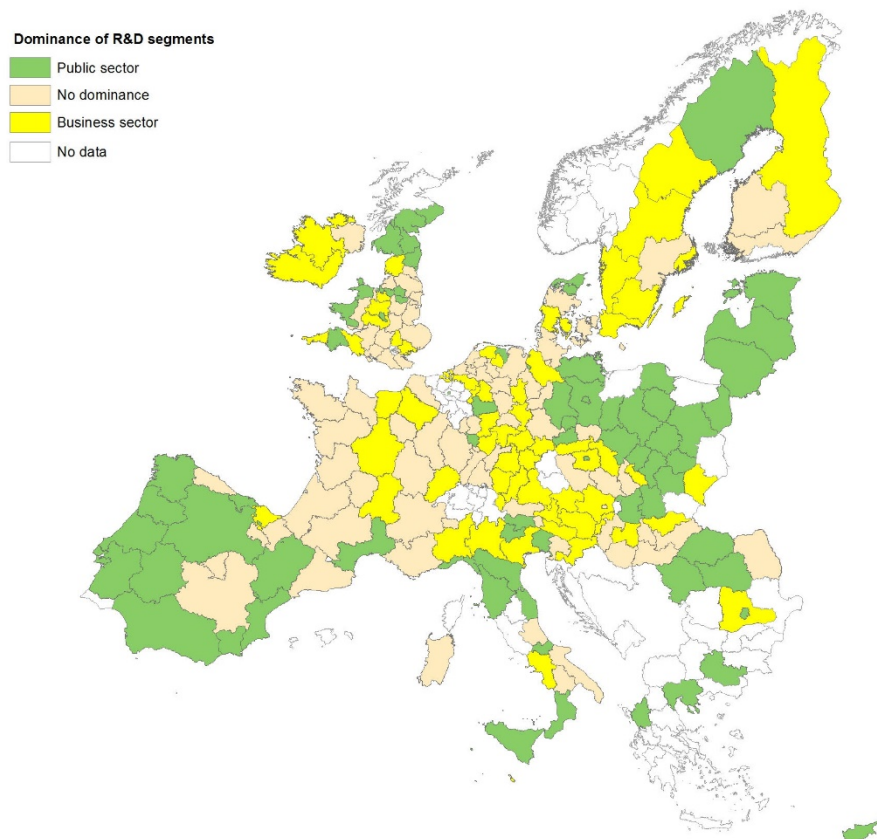 Dominance of R&D segments
Public sector
No dominance
Business sector
No data